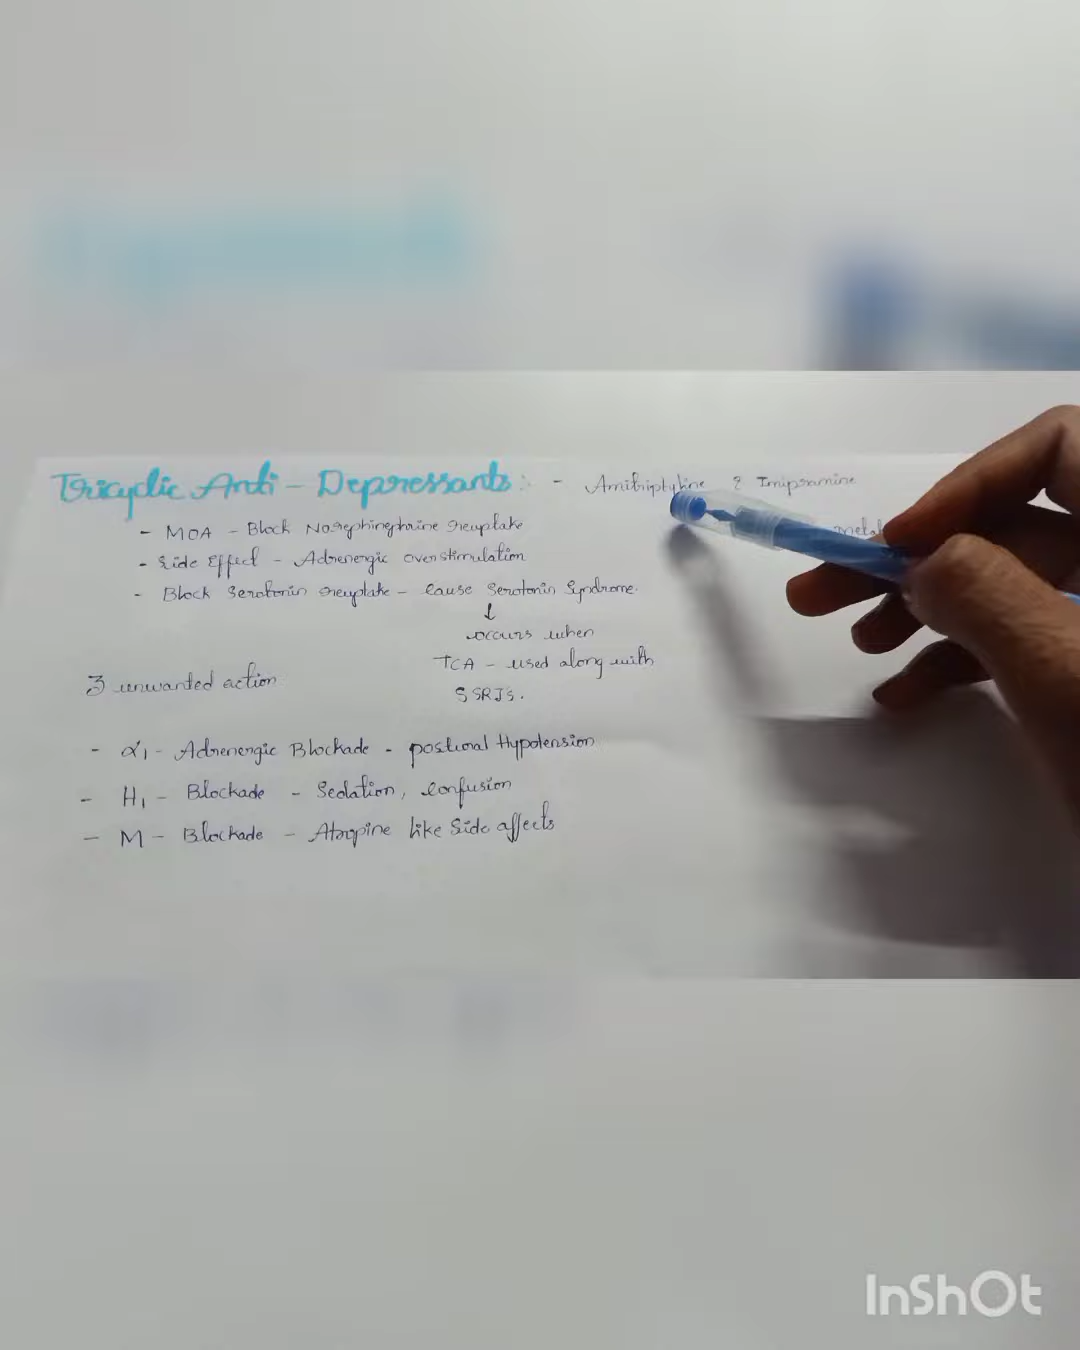 Tricyclic Anti - Depressants :- Amitriptyline & Imipramine
- MOA - Block Norephinephrine reuptake
- Side Effect - Adrenergic overstimulation
- Block Serotonin reuptake - cause Serotonin Syndrome.
↓
occurs when
TCA - used along with
SSRIs.
3 unwanted action
- α1 - Adrenergic Blockade - postural Hypotension
- H1 - Blockade - Sedation, confusion
- M - Blockade - Atropine like Side affects
InShOt